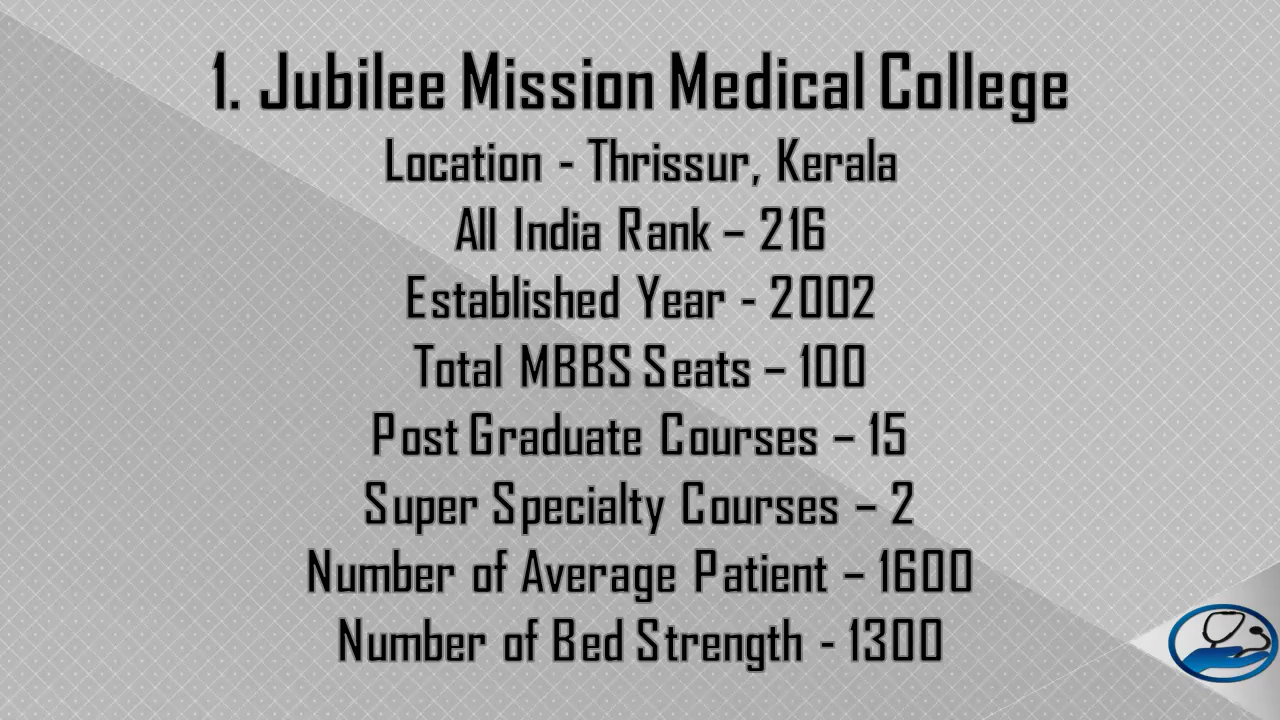 1. Jubilee Mission Medical College
Location - Thrissur, Kerala
All India Rank – 216
Established Year - 2002
Total MBBS Seats – 100
Post Graduate Courses – 15
Super Specialty Courses – 2
Number of Average Patient – 1600
Number of Bed Strength - 1300